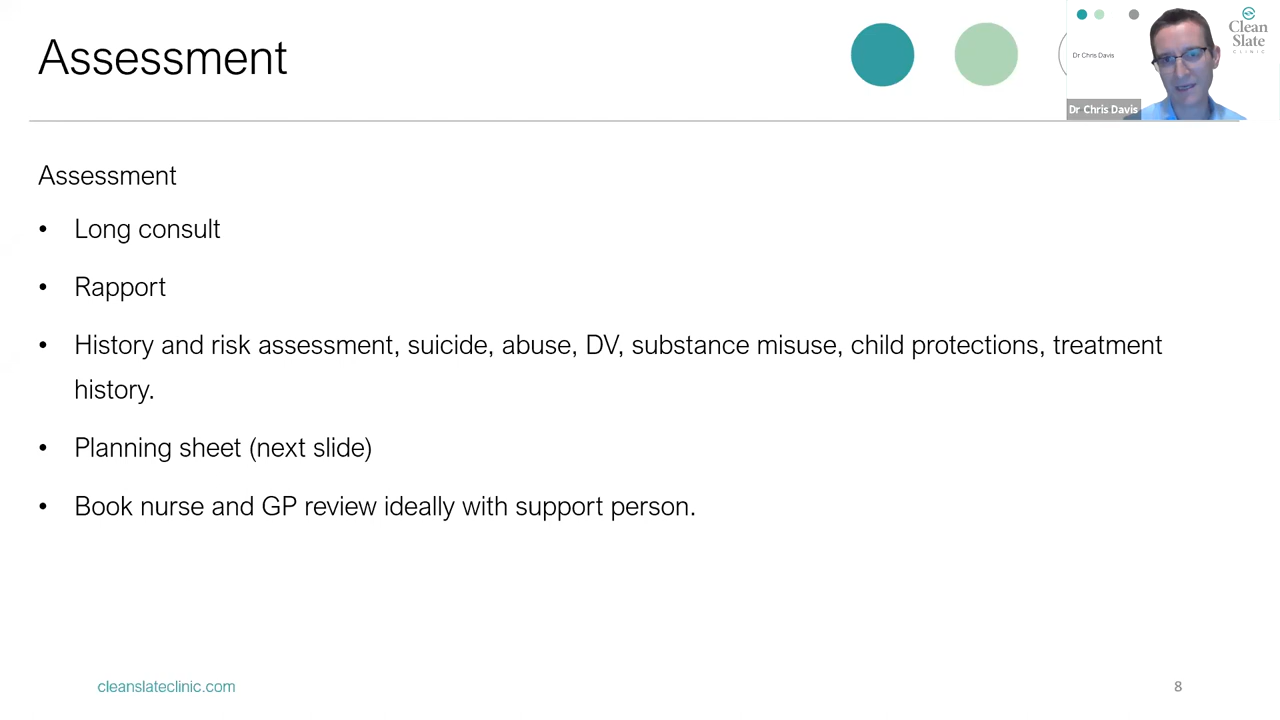 Assessment
Dr Chris Davis
Clean
Slate
CLINIC
Dr Chris Davis
Assessment
• Long consult
• Rapport
• History and risk assessment, suicide, abuse, DV, substance misuse, child protections, treatment
history.
• Planning sheet (next slide)
• Book nurse and GP review ideally with support person.
cleanslateclinic.com
8